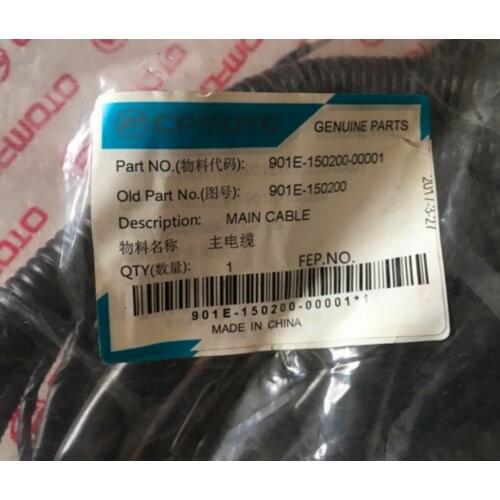 CFMOTO GENUINE PARTS
Part NO.(物料代码): 901E-150200-00001
Old Part No.(图号): 901E-150200
Description: MAIN CABLE
物料名称 主电缆
QTY(数量): 1 FEP.NO.
901E-150200-00001*1
MADE IN CHINA
2017-3-21